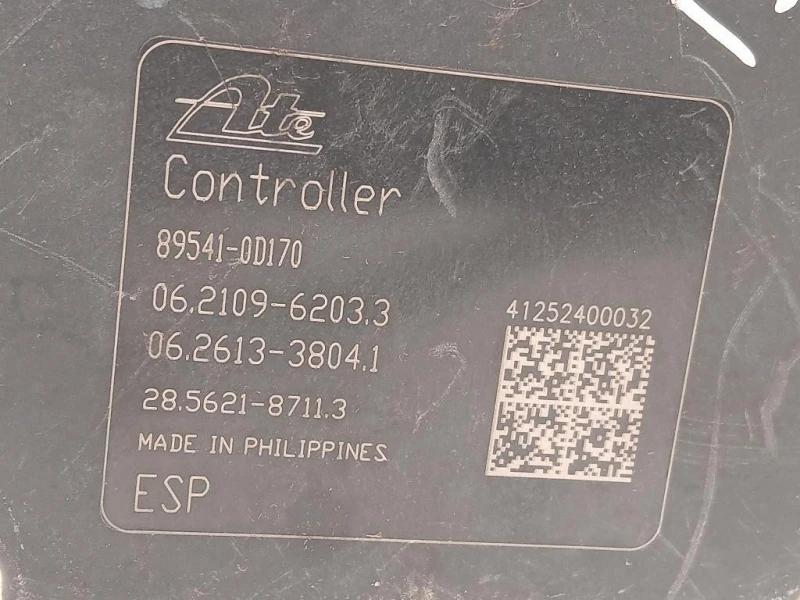 Ate
Controller
89541-0D170
06.2109-6203.3
06.2613-3804.1
28.5621-8711.3
MADE IN PHILIPPINES
ESP
41252400032